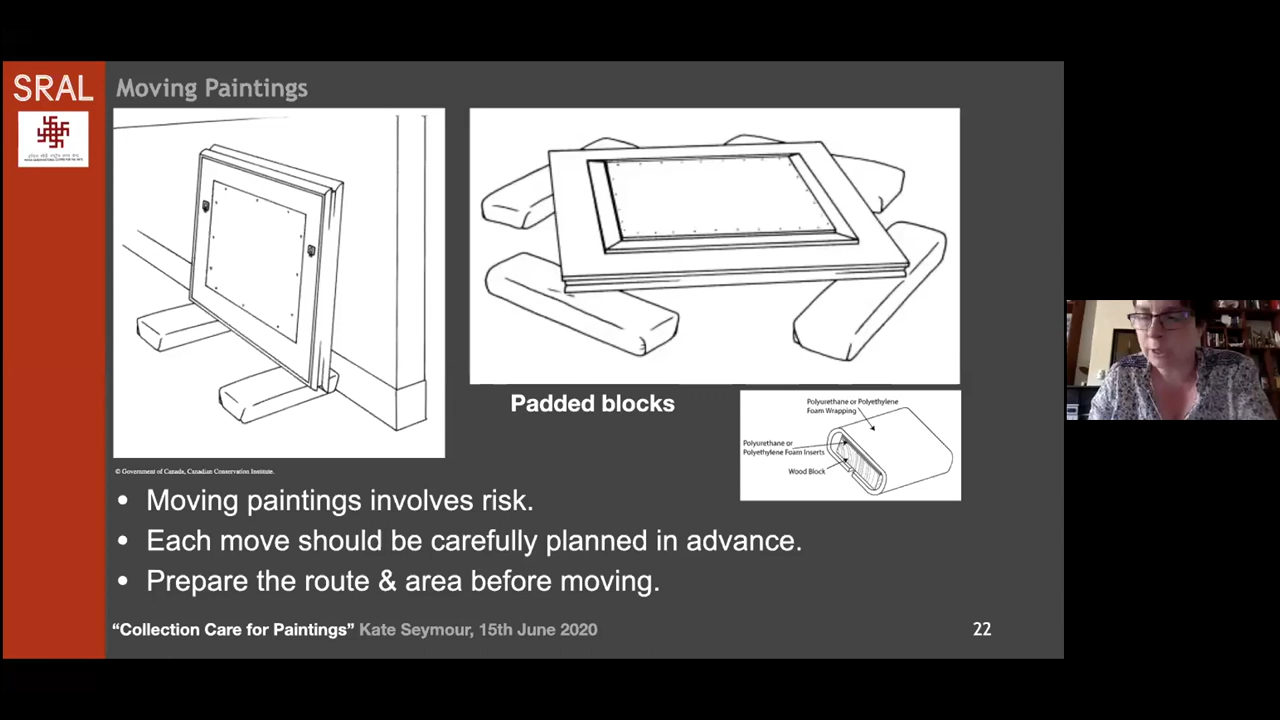 SRAL
Moving Paintings
Padded blocks
Polyurethane or Polyethylene
Foam Wrapping
Polyurethane or
Polyethylene Foam Inserts
Wood Block
© Government of Canada, Canadian Conservation Institute.
• Moving paintings involves risk.
• Each move should be carefully planned in advance.
• Prepare the route & area before moving.
“Collection Care for Paintings” Kate Seymour, 15th June 2020
22